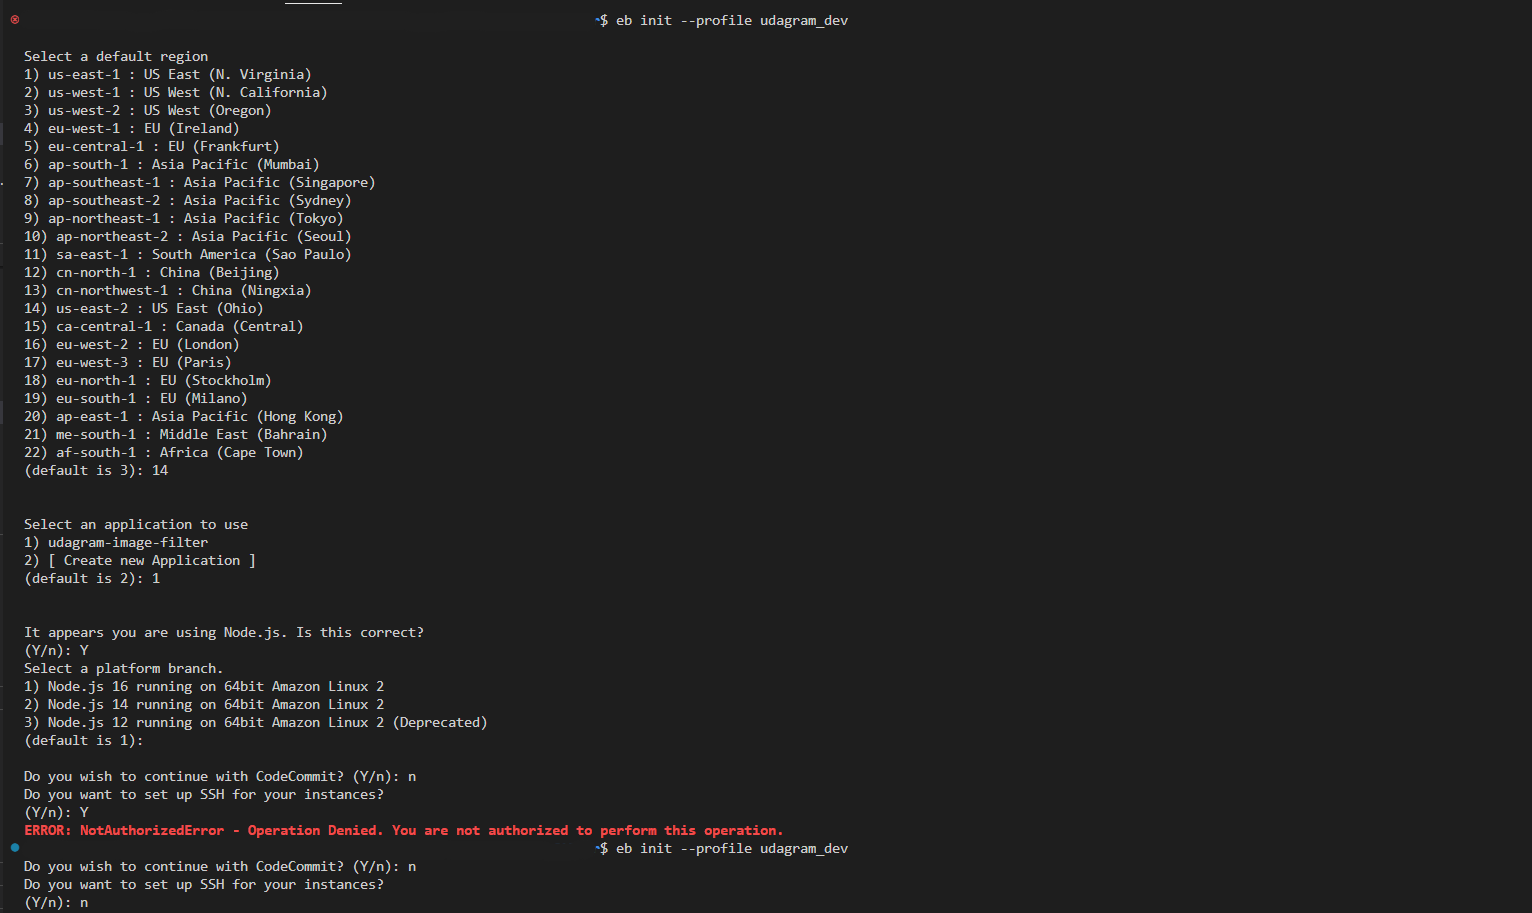 ~$ eb init --profile udagram_dev
Select a default region
1) us-east-1 : US East (N. Virginia)
2) us-west-1 : US West (N. California)
3) us-west-2 : US West (Oregon)
4) eu-west-1 : EU (Ireland)
5) eu-central-1 : EU (Frankfurt)
6) ap-south-1 : Asia Pacific (Mumbai)
7) ap-southeast-1 : Asia Pacific (Singapore)
8) ap-southeast-2 : Asia Pacific (Sydney)
9) ap-northeast-1 : Asia Pacific (Tokyo)
10) ap-northeast-2 : Asia Pacific (Seoul)
11) sa-east-1 : South America (Sao Paulo)
12) cn-north-1 : China (Beijing)
13) cn-northwest-1 : China (Ningxia)
14) us-east-2 : US East (Ohio)
15) ca-central-1 : Canada (Central)
16) eu-west-2 : EU (London)
17) eu-west-3 : EU (Paris)
18) eu-north-1 : EU (Stockholm)
19) eu-south-1 : EU (Milano)
20) ap-east-1 : Asia Pacific (Hong Kong)
21) me-south-1 : Middle East (Bahrain)
22) af-south-1 : Africa (Cape Town)
(default is 3): 14
Select an application to use
1) udagram-image-filter
2) [ Create new Application ]
(default is 2): 1
It appears you are using Node.js. Is this correct?
(Y/n): Y
Select a platform branch.
1) Node.js 16 running on 64bit Amazon Linux 2
2) Node.js 14 running on 64bit Amazon Linux 2
3) Node.js 12 running on 64bit Amazon Linux 2 (Deprecated)
(default is 1):
Do you wish to continue with CodeCommit? (Y/n): n
Do you want to set up SSH for your instances?
(Y/n): Y
ERROR: NotAuthorizedError - Operation Denied. You are not authorized to perform this operation.
~$ eb init --profile udagram_dev
Do you wish to continue with CodeCommit? (Y/n): n
Do you want to set up SSH for your instances?
(Y/n): n